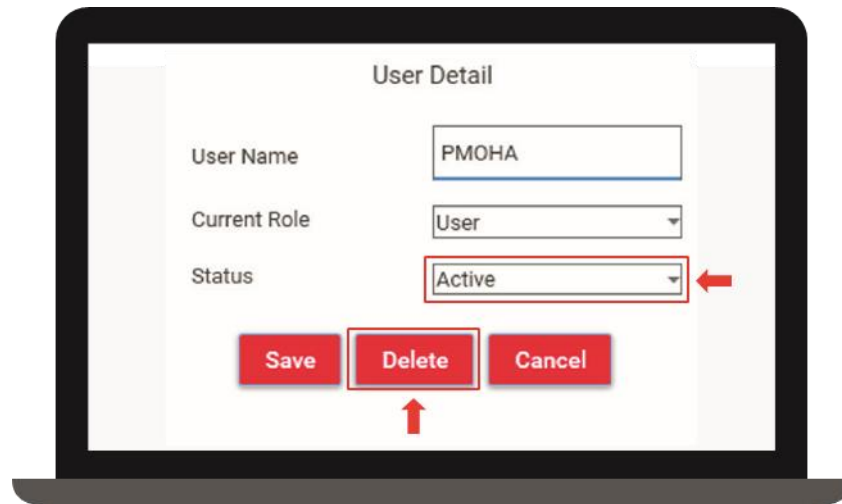 User Detail
User Name PMOHA
Current Role User
Status Active
Save Delete Cancel